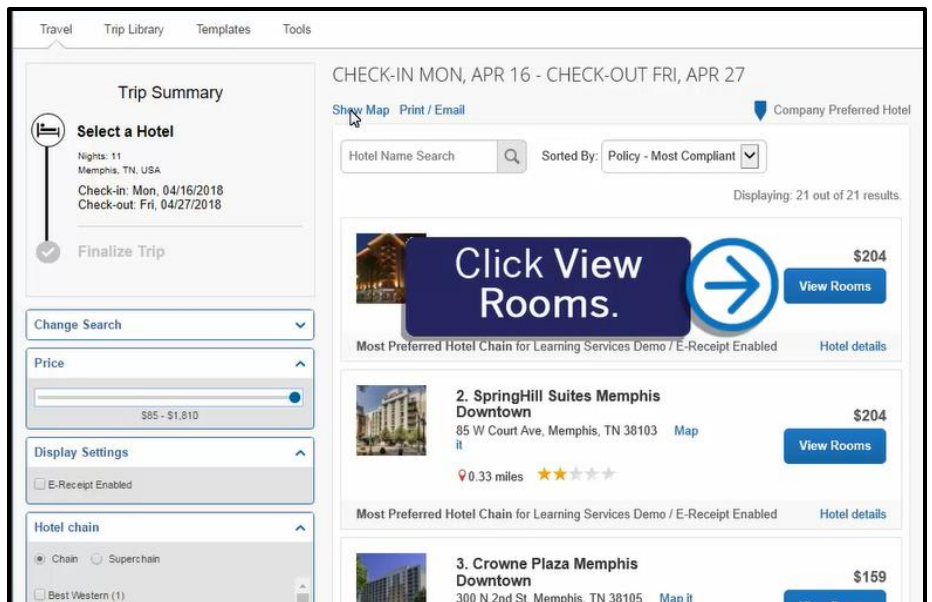 Travel Trip Library Templates Tools
Trip Summary
Select a Hotel
Nights: 11
Memphis, TN, USA
Check-in: Mon, 04/16/2018
Check-out: Fri, 04/27/2018
Finalize Trip
Change Search
Price
$85 - $1,810
Display Settings
E-Receipt Enabled
Hotel chain
Chain Superchain
Best Western (1)
CHECK-IN MON, APR 16 - CHECK-OUT FRI, APR 27
Show Map Print / Email
Company Preferred Hotel
Hotel Name Search
Sorted By: Policy - Most Compliant
Displaying: 21 out of 21 results.
Click View
Rooms.
$204
View Rooms
Most Preferred Hotel Chain for Learning Services Demo / E-Receipt Enabled Hotel details
2. SpringHill Suites Memphis
Downtown
85 W Court Ave, Memphis, TN 38103 Map
it
0.33 miles
$204
View Rooms
Most Preferred Hotel Chain for Learning Services Demo / E-Receipt Enabled Hotel details
3. Crowne Plaza Memphis
Downtown
300 N 2nd St, Memphis, TN 38105 Map it
$159